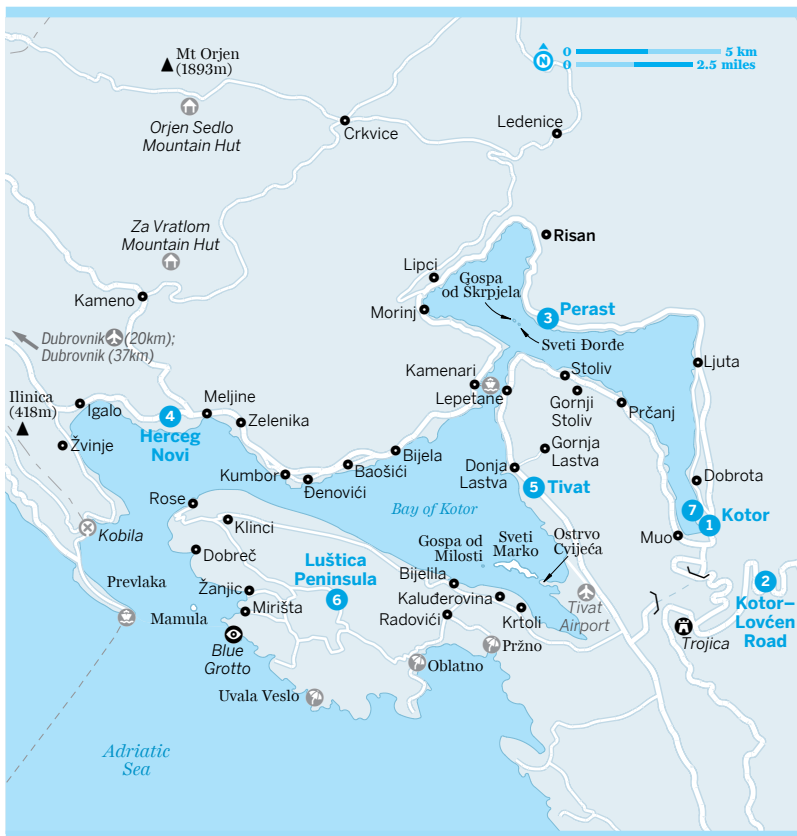 Mt Orjen
(1893m)
N
0
5 km
0
2.5 miles
Orjen Sedlo
Mountain Hut
Crkvice
Ledenice
Za Vratlom
Mountain Hut
Risan
Lipci
Gospa
od Škrpjela
Kameno
Morinj
3
Perast
Sveti Đorđe
Dubrovnik (20km);
Dubrovnik (37km)
Kamenari
Stoliv
Ljuta
Ilinica
(418m)
Igalo
Meljine
Lepetane
Gornji
Stoliv
Prčanj
4
Herceg
Novi
Zelenika
Žvinje
Bijela
Gornja
Lastva
Baošići
Kumbor
Đenovići
Donja
Lastva
Dobrota
5
Tivat
Rose
Bay of Kotor
7
1
Kotor
Klinci
Kobila
Muo
Dobreč
Luštica
Peninsula
6
Gospa od
Milosti
Sveti
Marko
Ostrvo
Cvijeća
Prevlaka
Žanjic
Bijelila
2
Kotor–
Lovćen
Road
Mamula
Mirišta
Kaluđerovina
Radovići
Krtoli
Tivat
Airport
Trojica
Blue
Grotto
Pržno
Oblatno
Uvala Veslo
Adriatic
Sea